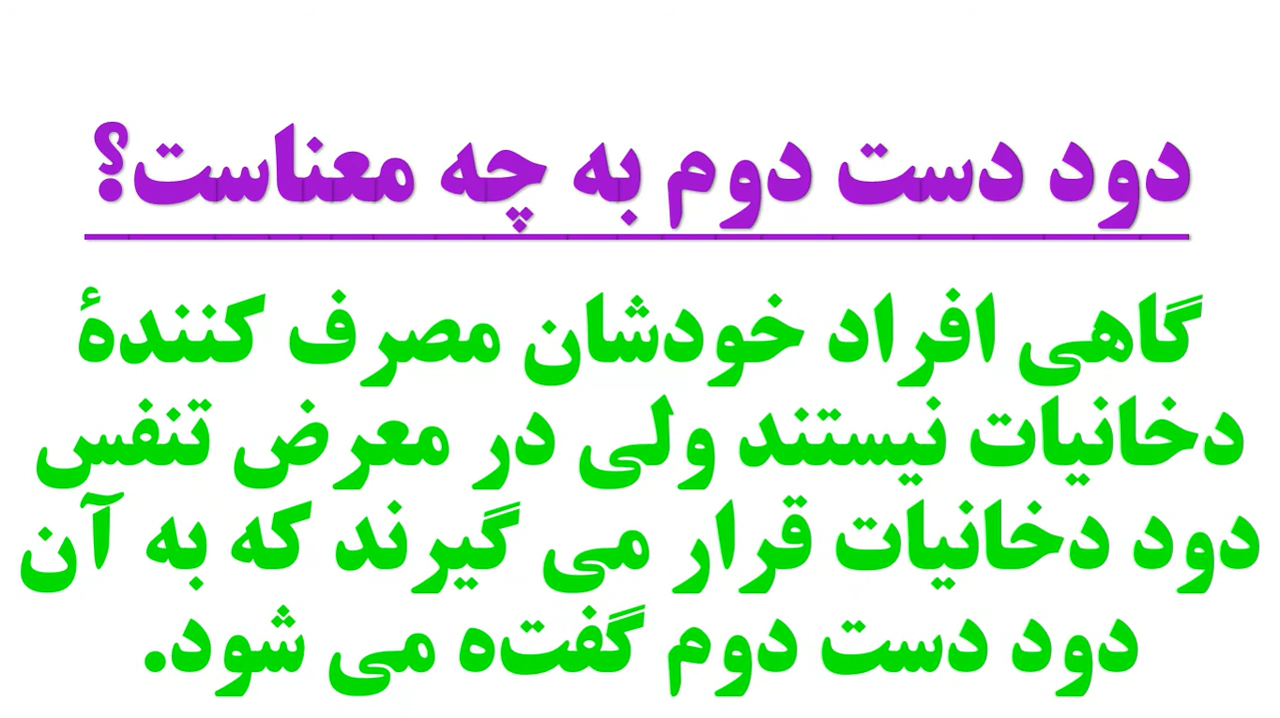 دود دست دوم به چه معناست؟
گاهی افراد خودشان مصرف کنندهٔ
دخانیات نیستند ولی در معرض تنفس
دود دخانیات قرار می گیرند که به آن
دود دست دوم گفته می شود.